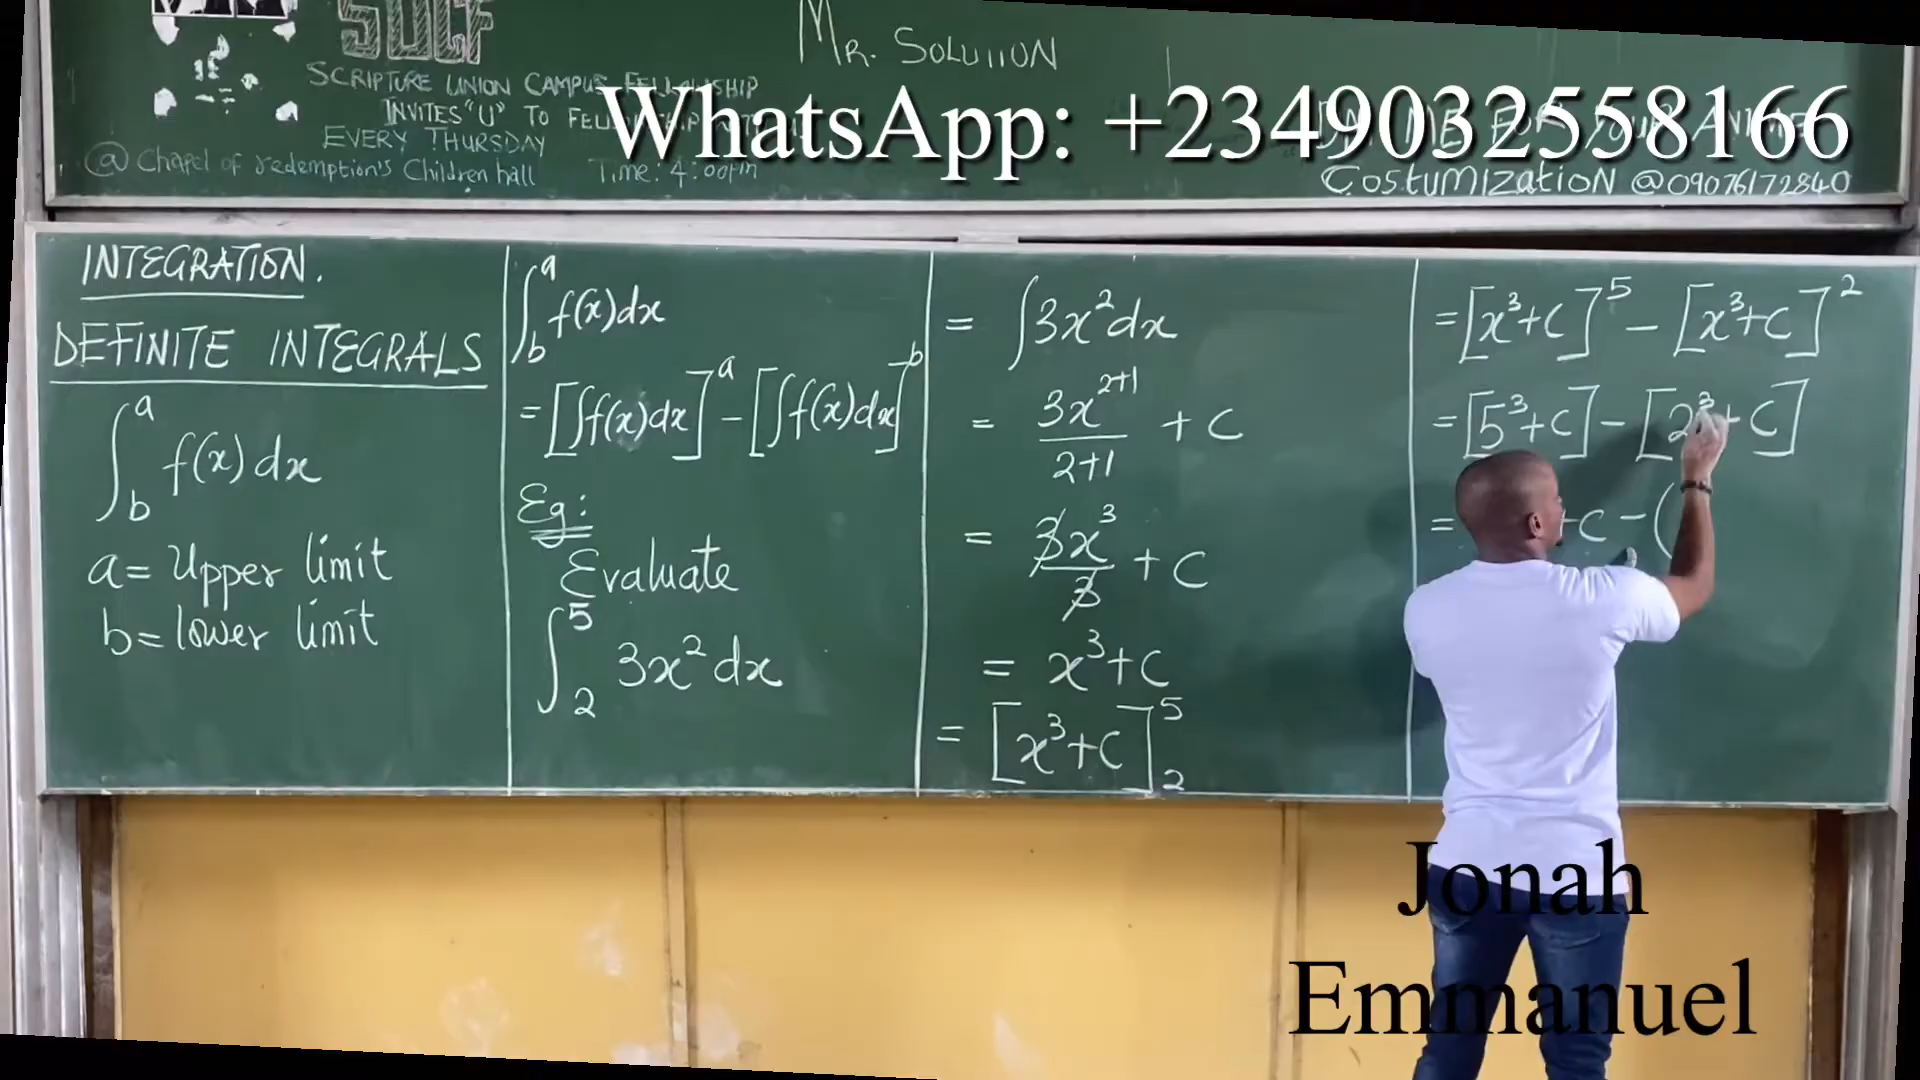 SUCF
SCRIPTURE UNION CAMPUS FELLOWSHIP
INVITES "U" TO
EVERY THURSDAY
@ Chapel of redemption's Children hall Time: 4:00pm
MR. SOLUTION
WhatsApp: +2349032558166
COSTUMIZATION @09076172840
INTEGRATION.
DEFINITE INTEGRALS
∫_b^a f(x)dx
a = Upper limit
b = lower limit
∫_b^a f(x)dx
= [∫f(x)dx]^a - [∫f(x)dx]^b
Eg:
Evaluate
∫_2^5 3x² dx
= ∫3x²dx
= 3x^(2+1)/(2+1) + C
= 3x³/3 + C
= x³+C
= [x³+C]_2^5
= [x³+C]^5 - [x³+C]^2
= [5³+C] - [2³+C]
= +C - (
Jonah
Emmanuel